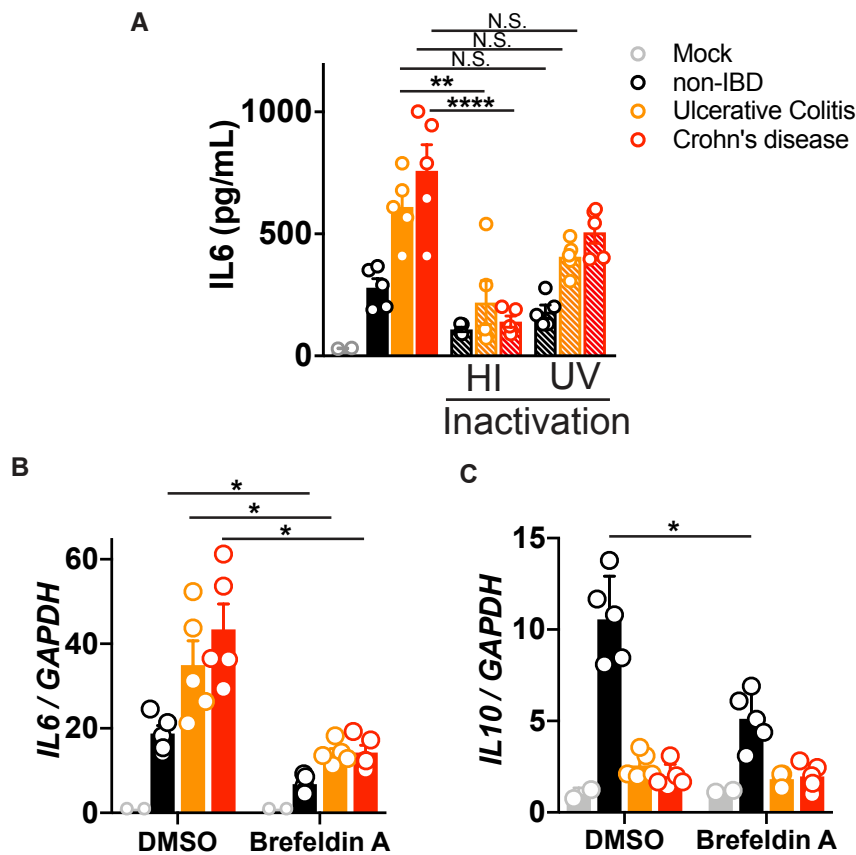 A
N.S.
N.S.
N.S.
**
****
Mock
non-IBD
Ulcerative Colitis
Crohn's disease
IL6 (pg/mL)
1000
500
0
HI UV
Inactivation
B
*
*
*
IL6 / GAPDH
60
40
20
0
DMSO Brefeldin A
C
*
IL10 / GAPDH
15
10
5
0
DMSO Brefeldin A